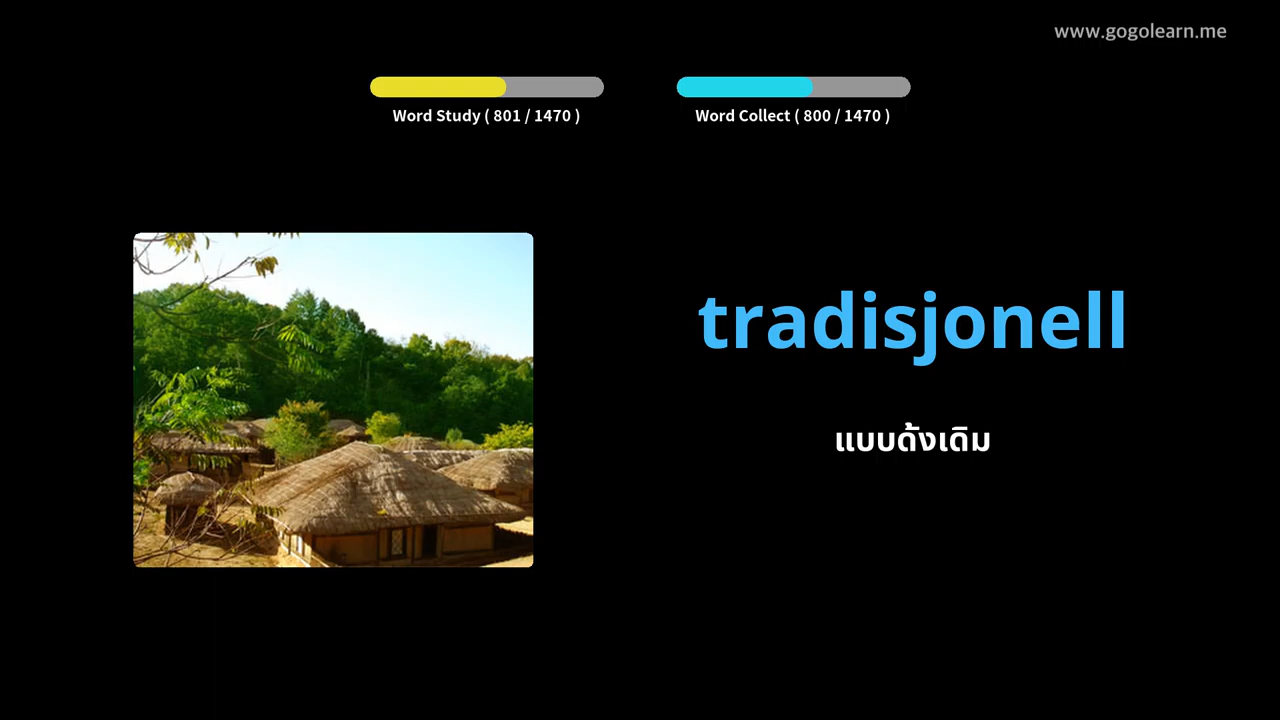 www.gogolearn.me
Word Study ( 801 / 1470 )
Word Collect ( 800 / 1470 )
tradisjonell
แบบดั้งเดิม